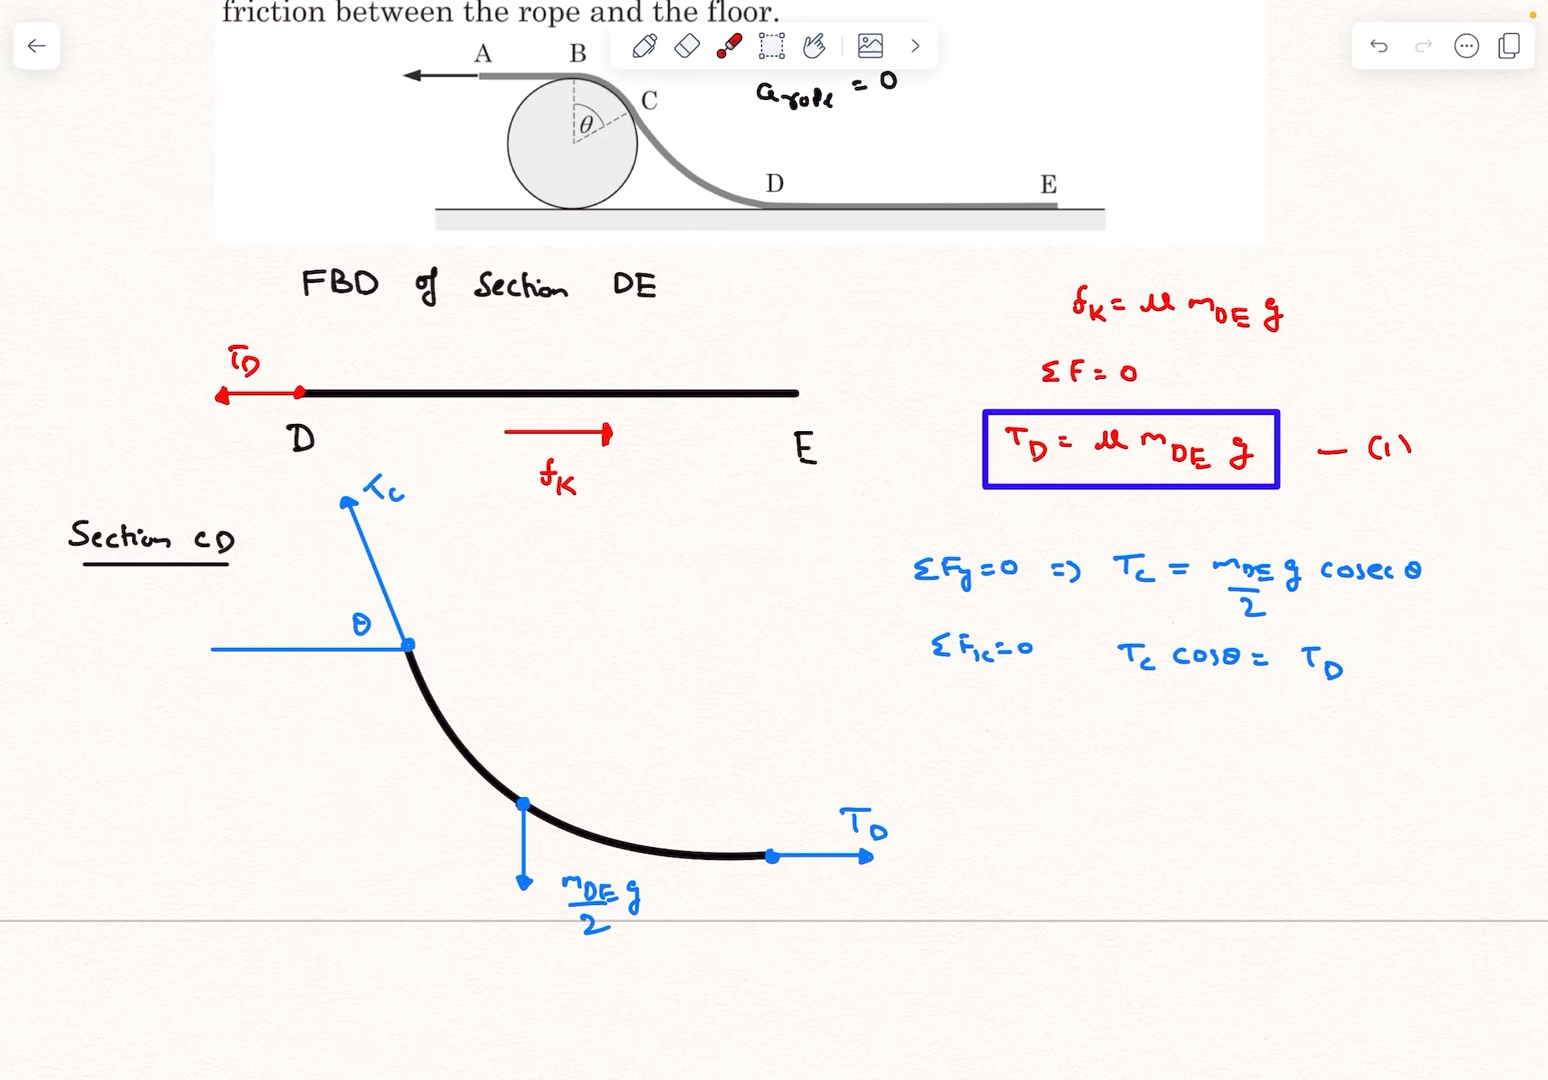 friction between the rope and the floor.
A B
C
θ
D E
a_rope = 0
FBD of section DE
T_D
D E
f_K
f_K = μ m_DE g
ΣF = 0
T_D = μ m_DE g — (1)
Section CD
T_C
θ
T_D
m_DE/2 g
ΣF_y = 0 ⇒ T_C = m_DE/2 g cosec θ
ΣF_x = 0 T_C cosθ = T_D